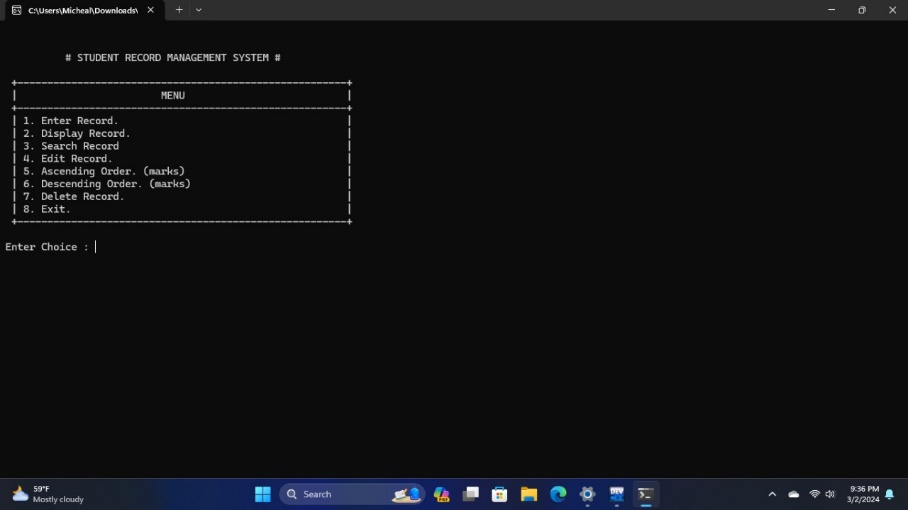 C:\Users\Micheal\Downloads\
# STUDENT RECORD MANAGEMENT SYSTEM #
MENU
1. Enter Record.
2. Display Record.
3. Search Record
4. Edit Record.
5. Ascending Order. (marks)
6. Descending Order. (marks)
7. Delete Record.
8. Exit.
Enter Choice :
59°F
Mostly cloudy
Search
DEV
9:36 PM
3/2/2024